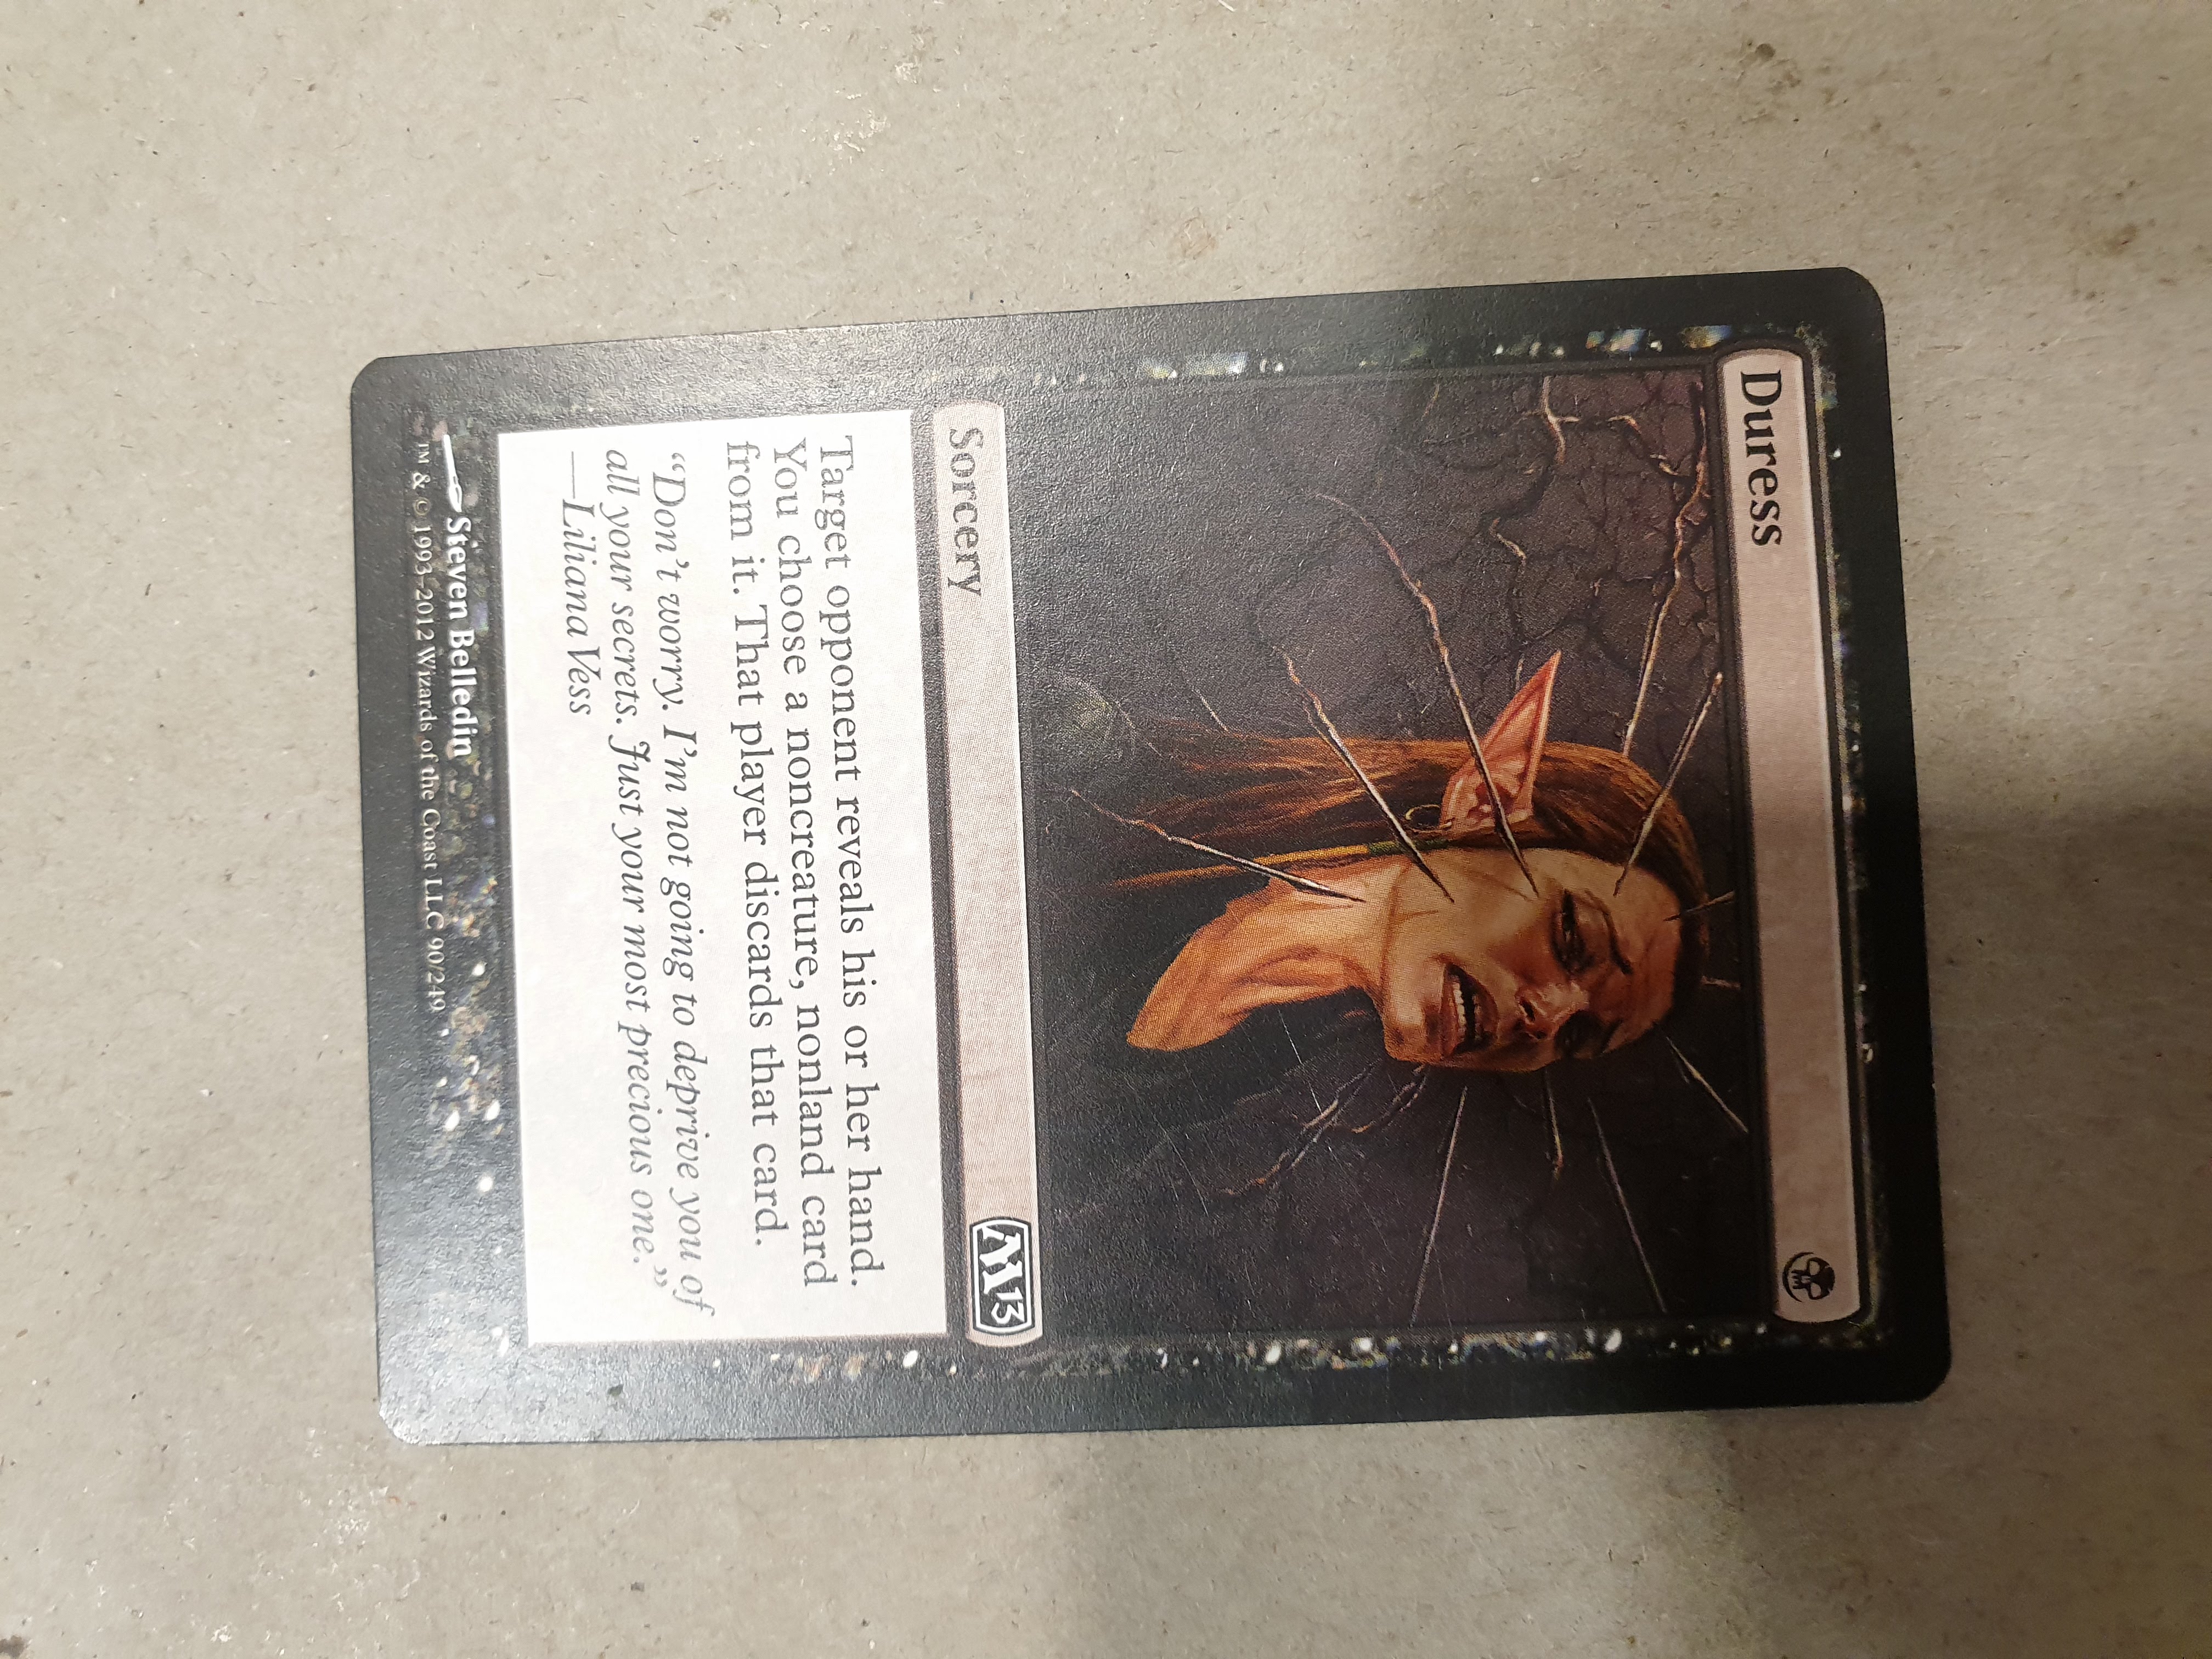 Duress
Sorcery
M13
Target opponent reveals his or her hand.
You choose a noncreature, nonland card
from it. That player discards that card.
“Don’t worry. I’m not going to deprive you of
all your secrets. Just your most precious one.”
—Liliana Vess
Steven Belledin
™ & © 1993–2012 Wizards of the Coast LLC 90/249